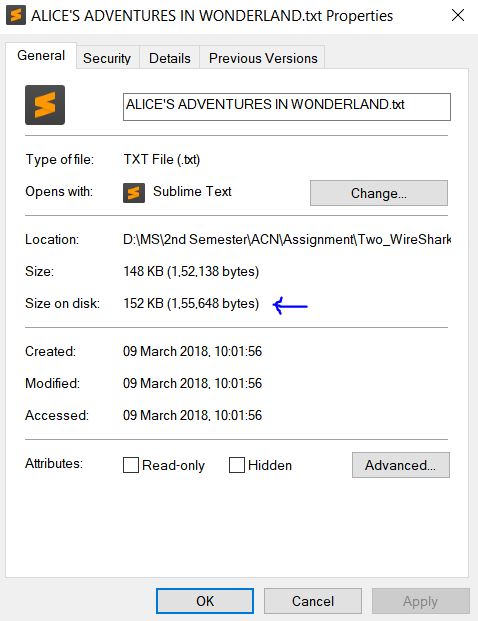 ALICE'S ADVENTURES IN WONDERLAND.txt Properties
General Security Details Previous Versions
ALICE'S ADVENTURES IN WONDERLAND.txt
Type of file: TXT File (.txt)
Opens with: Sublime Text Change...
Location: D:\MS\2nd Semester\ACN\Assignment\Two_WireShark
Size: 148 KB (1,52,138 bytes)
Size on disk: 152 KB (1,55,648 bytes)
Created: 09 March 2018, 10:01:56
Modified: 09 March 2018, 10:01:56
Accessed: 09 March 2018, 10:01:56
Attributes: Read-only Hidden Advanced...
OK Cancel Apply